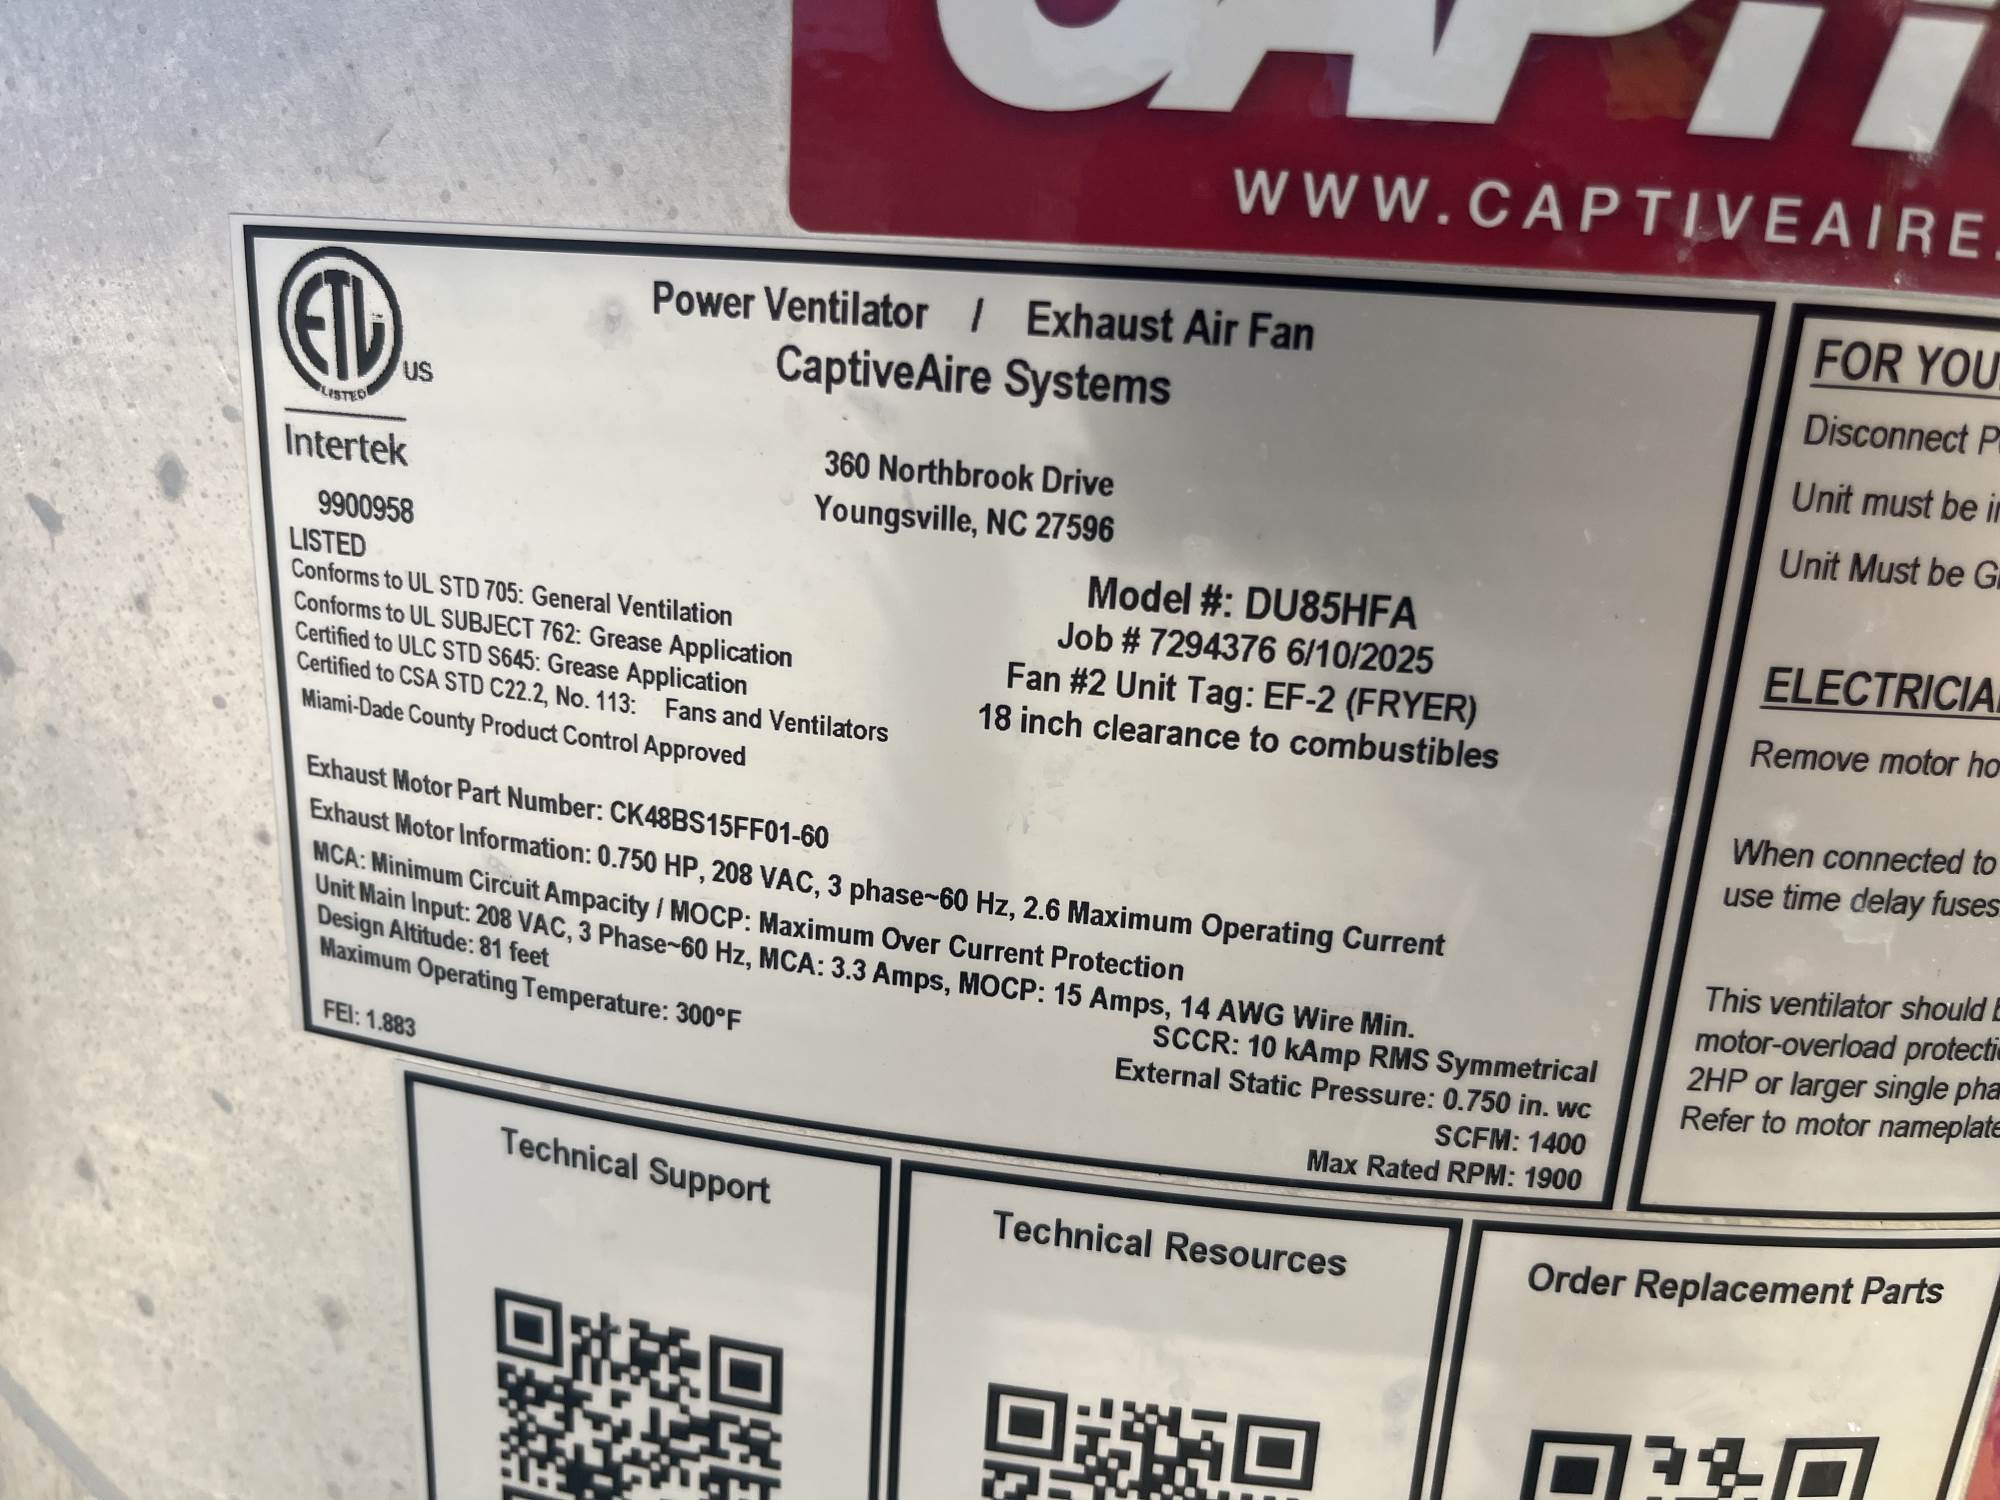 CAPTI
WWW.CAPTIVEAIRE.
ETL
LISTED
US
Intertek
9900958
Power Ventilator / Exhaust Air Fan
CaptiveAire Systems
360 Northbrook Drive
Youngsville, NC 27596
LISTED
Conforms to UL STD 705: General Ventilation
Conforms to UL SUBJECT 762: Grease Application
Certified to ULC STD S645: Grease Application
Certified to CSA STD C22.2, No. 113: Fans and Ventilators
Miami-Dade County Product Control Approved
Model #: DU85HFA
Job # 7294376 6/10/2025
Fan #2 Unit Tag: EF-2 (FRYER)
18 inch clearance to combustibles
Exhaust Motor Part Number: CK48BS15FF01-60
Exhaust Motor Information: 0.750 HP, 208 VAC, 3 phase~60 Hz, 2.6 Maximum Operating Current
MCA: Minimum Circuit Ampacity / MOCP: Maximum Over Current Protection
Unit Main Input: 208 VAC, 3 Phase~60 Hz, MCA: 3.3 Amps, MOCP: 15 Amps, 14 AWG Wire Min.
Design Altitude: 81 feet
Maximum Operating Temperature: 300°F
FEI: 1.883
SCCR: 10 kAmp RMS Symmetrical
External Static Pressure: 0.750 in. wc
SCFM: 1400
Max Rated RPM: 1900
FOR YOU
Disconnect
Unit must be
Unit Must be
ELECTRICIA
Remove motor
When connected to
use time delay fuses
This ventilator should
motor-overload protecti
2HP or larger single pha
Refer to motor nameplate
Technical Support
Technical Resources
Order Replacement Parts